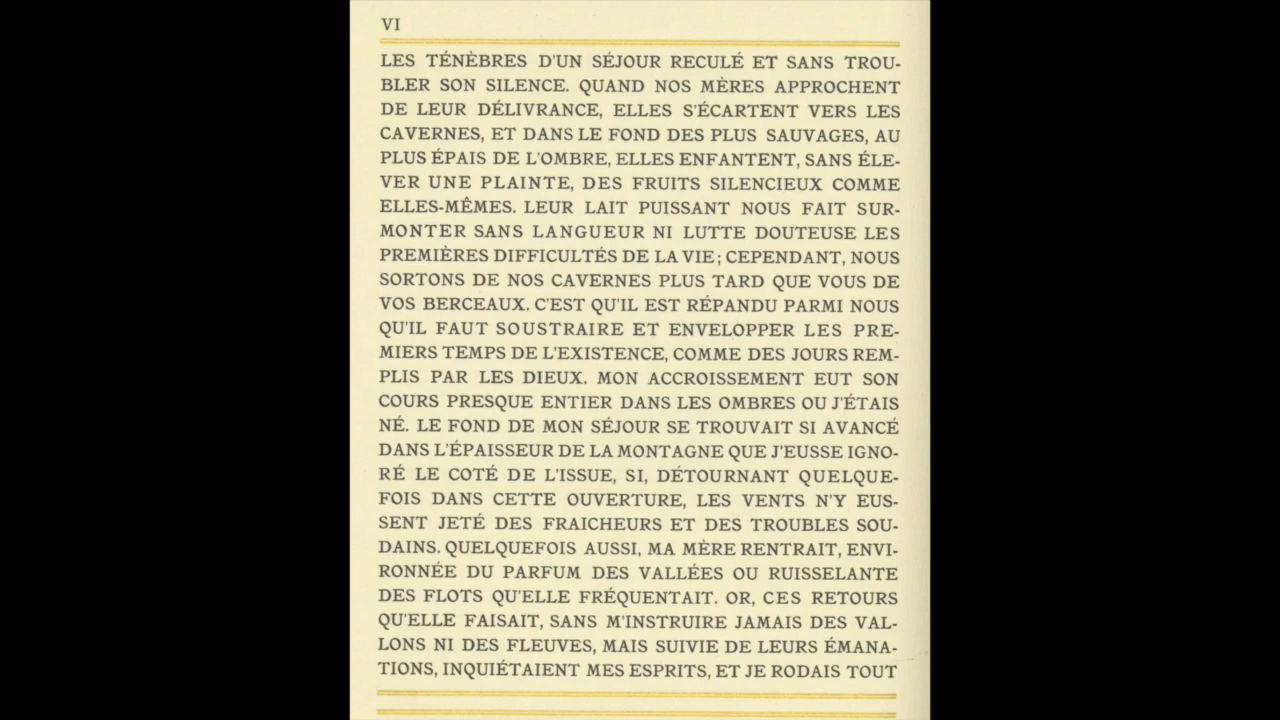 VI
LES TÉNÈBRES D'UN SÉJOUR RECULÉ ET SANS TROU-
BLER SON SILENCE. QUAND NOS MÈRES APPROCHENT
DE LEUR DÉLIVRANCE, ELLES S'ÉCARTENT VERS LES
CAVERNES, ET DANS LE FOND DES PLUS SAUVAGES, AU
PLUS ÉPAIS DE L'OMBRE, ELLES ENFANTENT, SANS ÉLE-
VER UNE PLAINTE, DES FRUITS SILENCIEUX COMME
ELLES-MÊMES. LEUR LAIT PUISSANT NOUS FAIT SUR-
MONTER SANS LANGUEUR NI LUTTE DOUTEUSE LES
PREMIÈRES DIFFICULTÉS DE LA VIE; CEPENDANT, NOUS
SORTONS DE NOS CAVERNES PLUS TARD QUE VOUS DE
VOS BERCEAUX. C'EST QU'IL EST RÉPANDU PARMI NOUS
QU'IL FAUT SOUSTRAIRE ET ENVELOPPER LES PRE-
MIERS TEMPS DE L'EXISTENCE, COMME DES JOURS REM-
PLIS PAR LES DIEUX. MON ACCROISSEMENT EUT SON
COURS PRESQUE ENTIER DANS LES OMBRES OU J'ÉTAIS
NÉ. LE FOND DE MON SÉJOUR SE TROUVAIT SI AVANCÉ
DANS L'ÉPAISSEUR DE LA MONTAGNE QUE J'EUSSE IGNO-
RÉ LE COTÉ DE L'ISSUE, SI, DÉTOURNANT QUELQUE-
FOIS DANS CETTE OUVERTURE, LES VENTS N'Y EUS-
SENT JETÉ DES FRAICHEURS ET DES TROUBLES SOU-
DAINS. QUELQUEFOIS AUSSI, MA MÈRE RENTRAIT, ENVI-
RONNÉE DU PARFUM DES VALLÉES OU RUISSELANTE
DES FLOTS QU'ELLE FRÉQUENTAIT. OR, CES RETOURS
QU'ELLE FAISAIT, SANS M'INSTRUIRE JAMAIS DES VAL-
LONS NI DES FLEUVES, MAIS SUIVIE DE LEURS ÉMANA-
TIONS, INQUIÉTAIENT MES ESPRITS, ET JE RODAIS TOUT